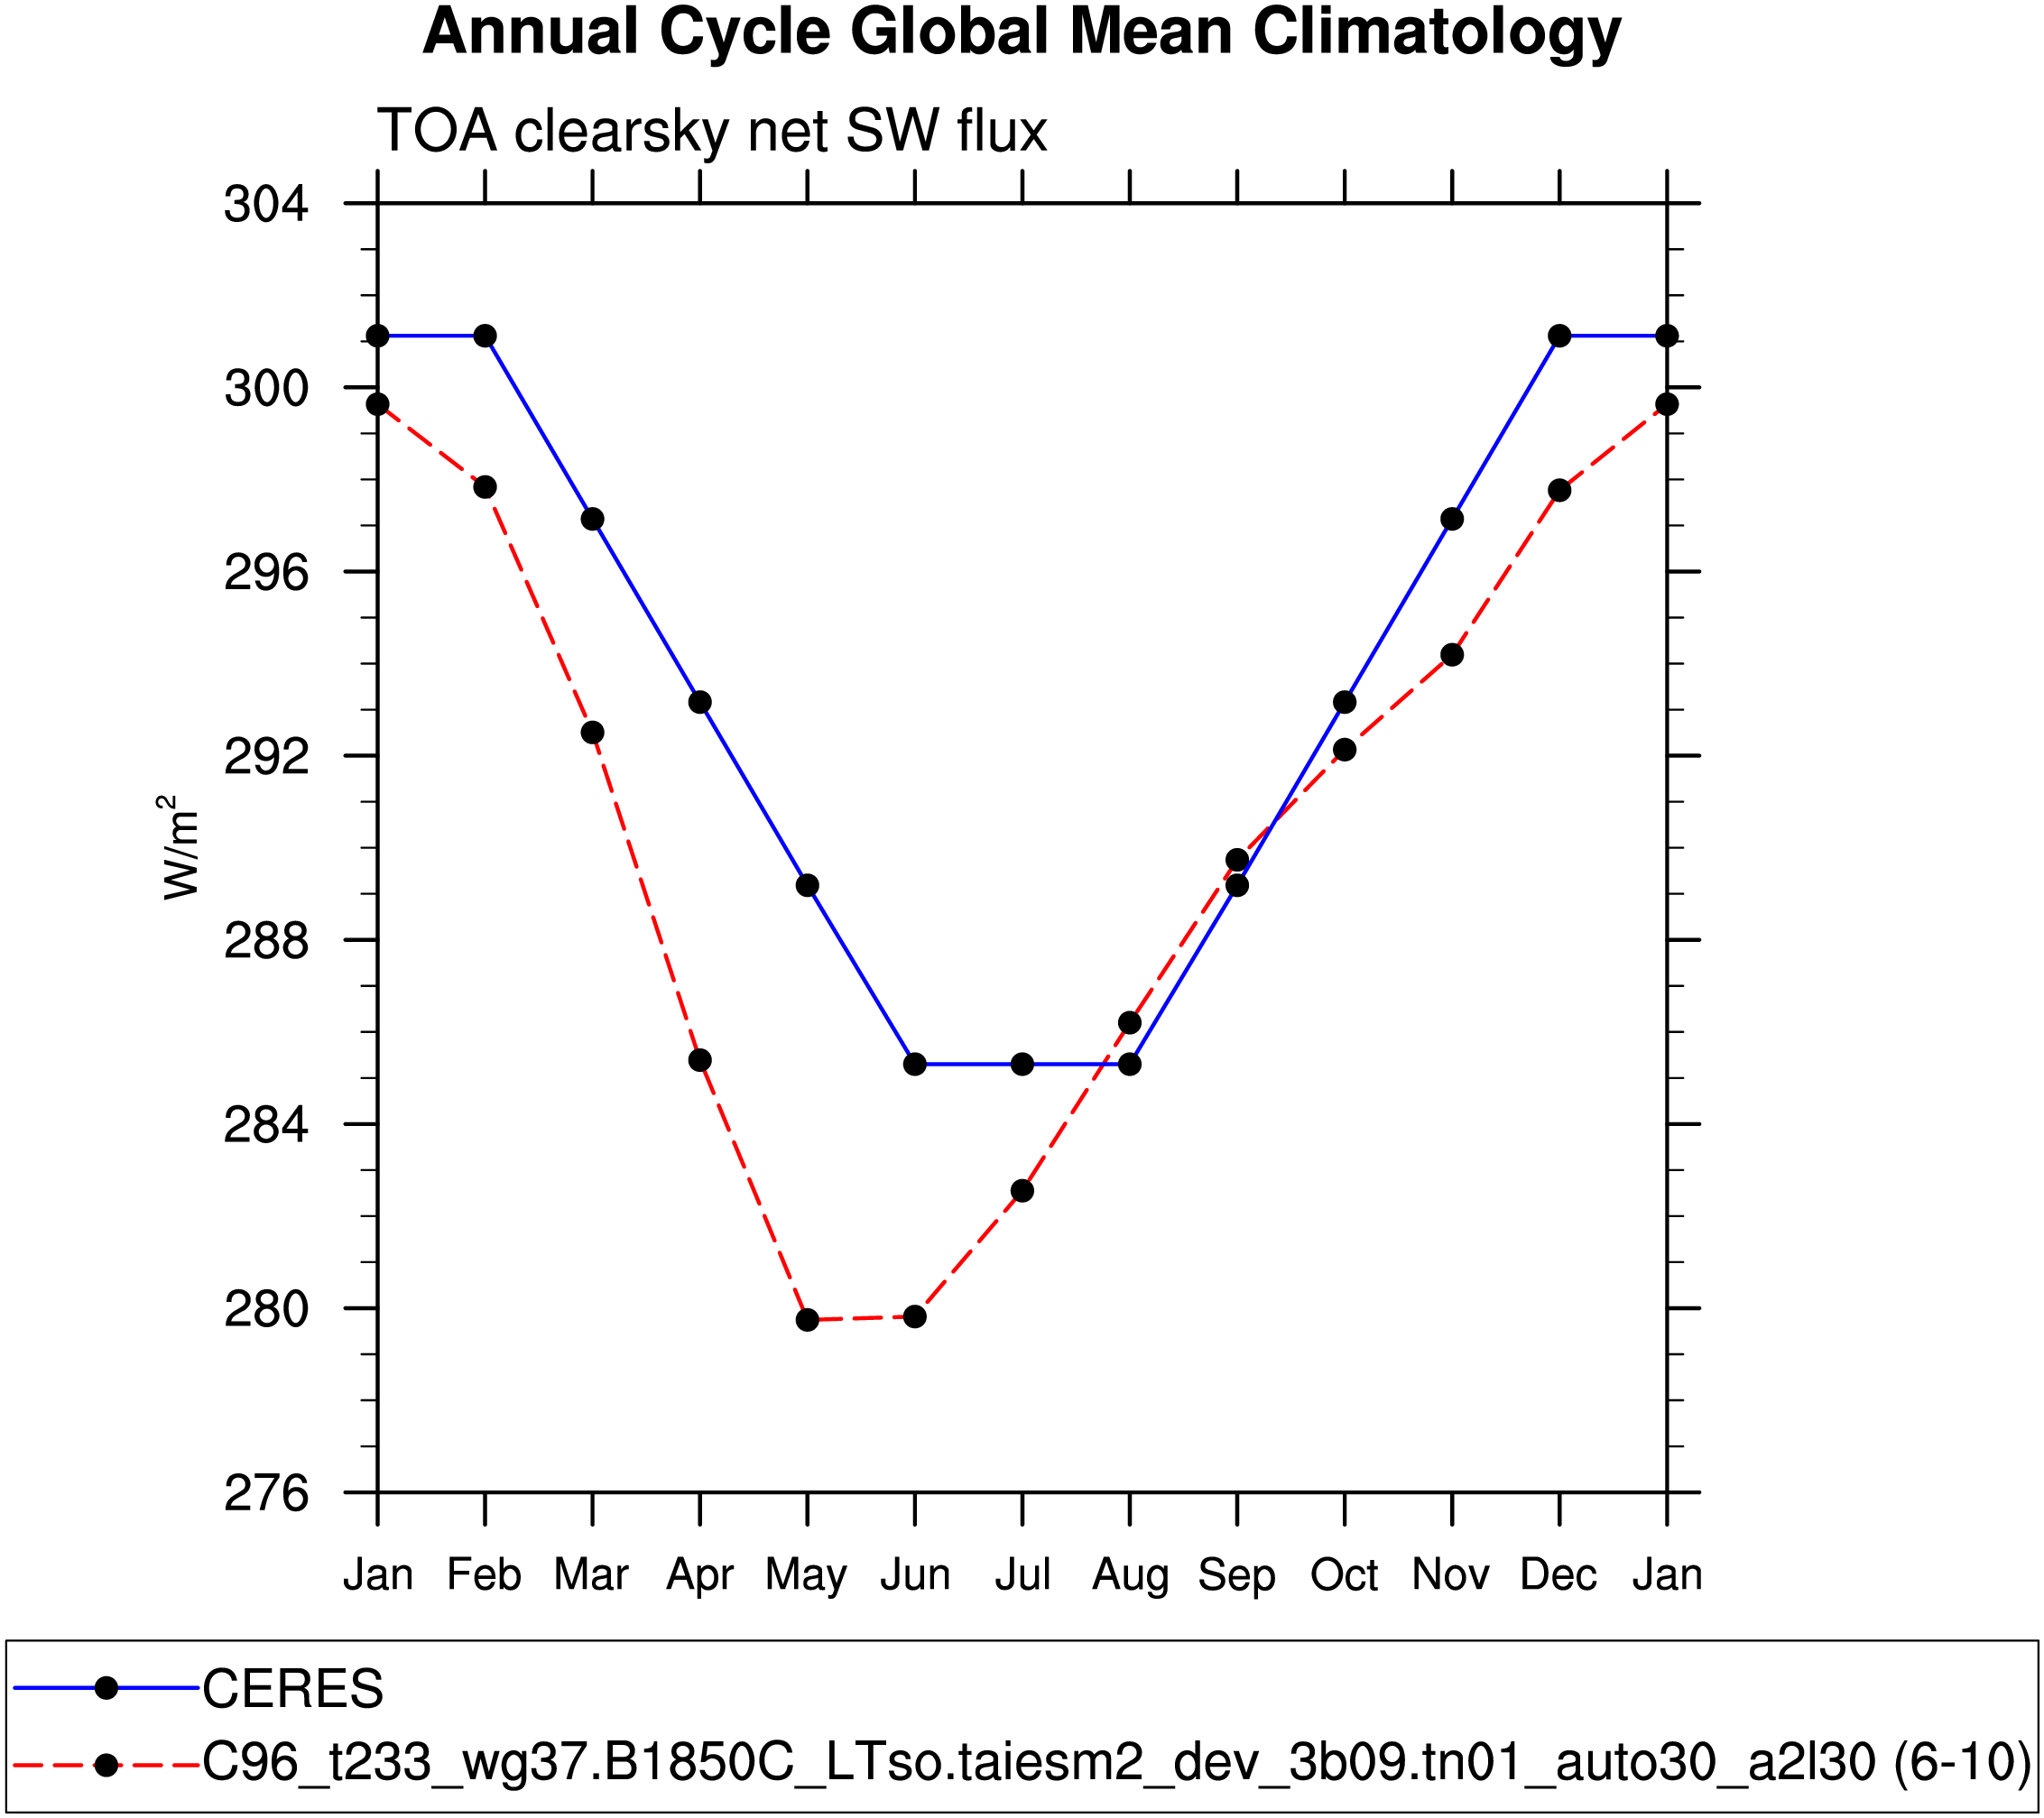 Annual Cycle Global Mean Climatology
TOA clearsky net SW flux
304
300
296
292
288
284
280
276
W/m²
Jan Feb Mar Apr May Jun Jul Aug Sep Oct Nov Dec Jan
CERES
C96_t233_wg37.B1850C_LTso.taiesm2_dev_3b09.tn01_auto30_a2l30 (6-10)